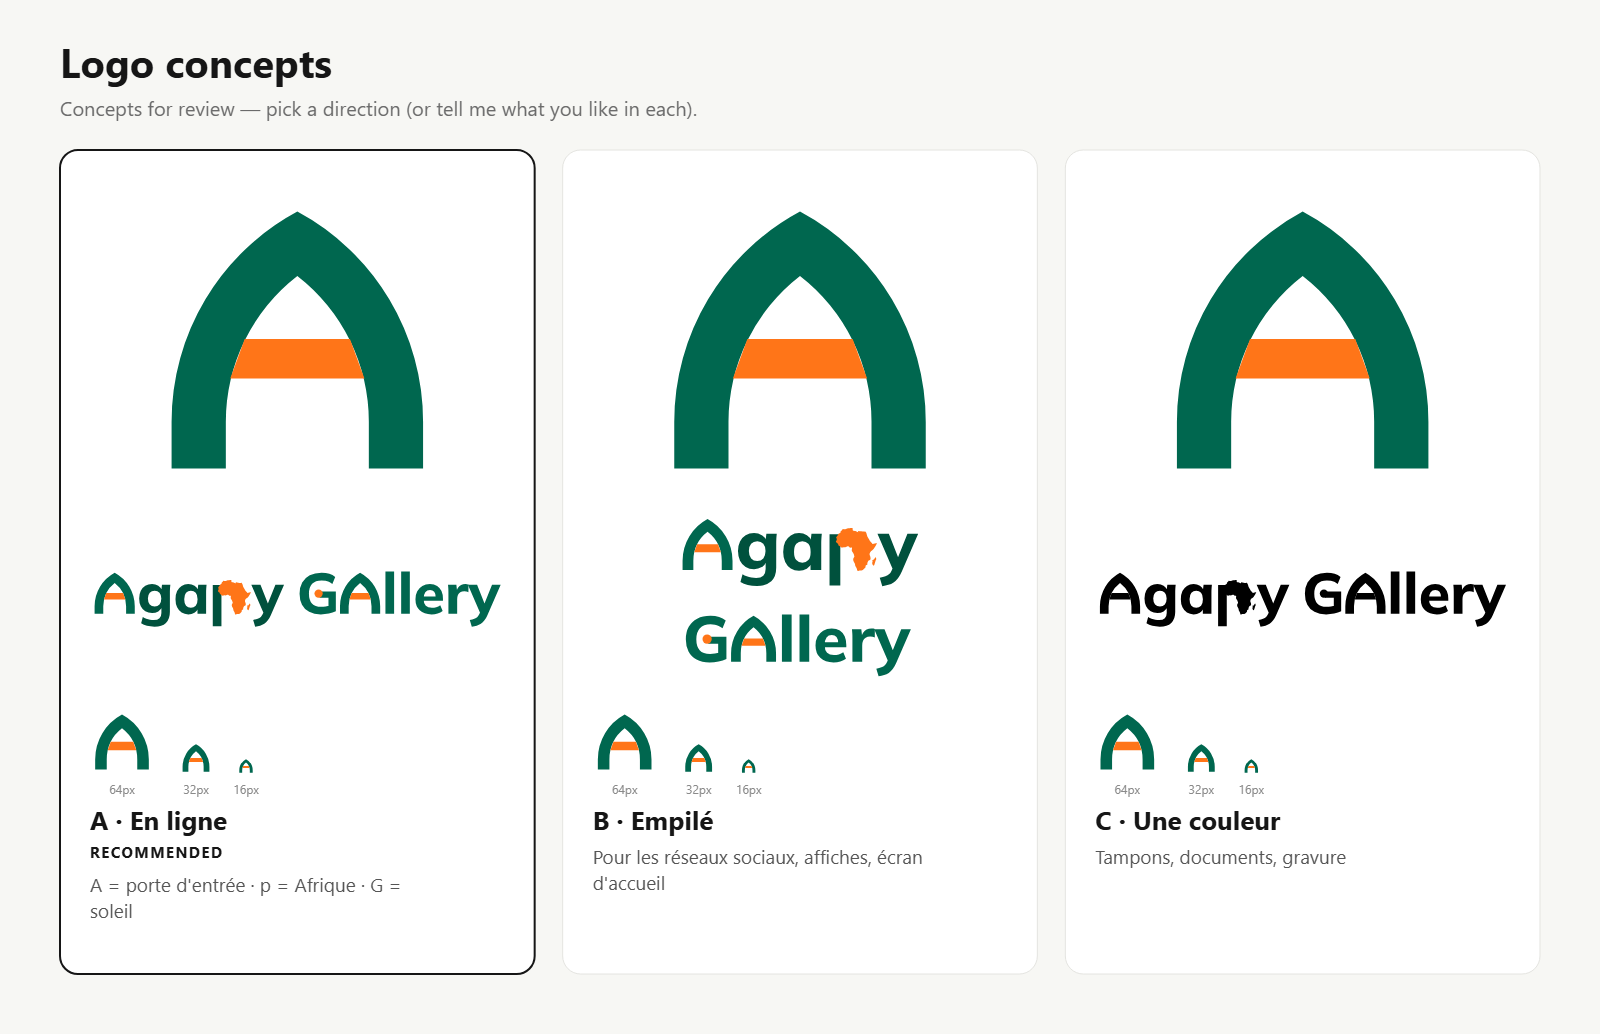 Logo concepts
Concepts for review — pick a direction (or tell me what you like in each).
Agapy GAllery
64px 32px 16px
A · En ligne
RECOMMENDED
A = porte d'entrée · p = Afrique · G =
soleil
Agapy
GAllery
64px 32px 16px
B · Empilé
Pour les réseaux sociaux, affiches, écran
d'accueil
Agapy GAllery
64px 32px 16px
C · Une couleur
Tampons, documents, gravure